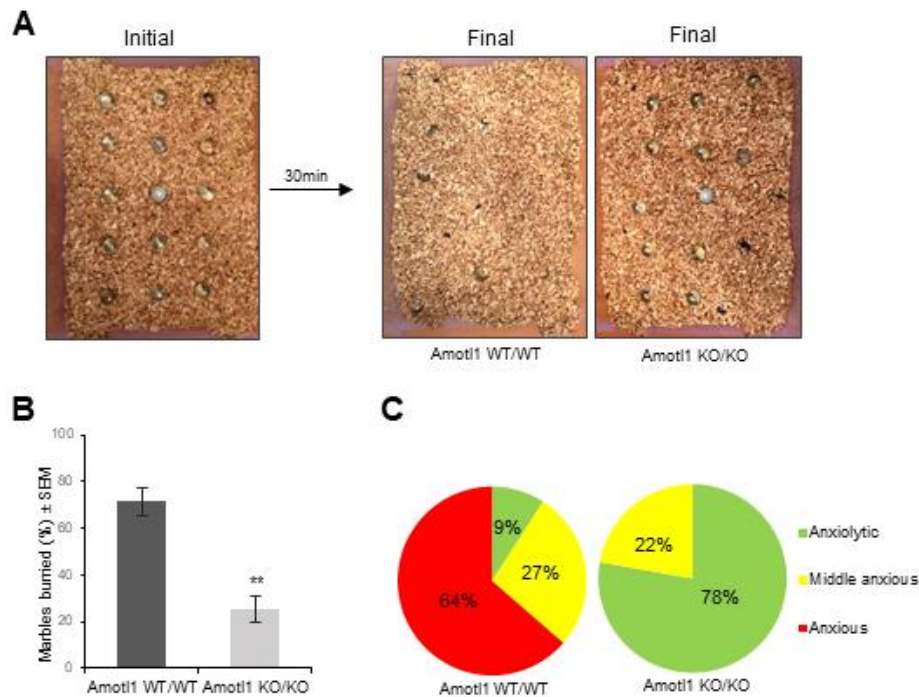 A
Initial
Final
Final
30min
Amotl1 WT/WT
Amotl1 KO/KO
B
100
80
60
40
20
0
Marbles burried (%) ± SEM
**
Amotl1 WT/WT
Amotl1 KO/KO
C
9%
27%
64%
22%
78%
Anxiolytic
Middle anxious
Anxious
Amotl1 WT/WT
Amotl1 KO/KO